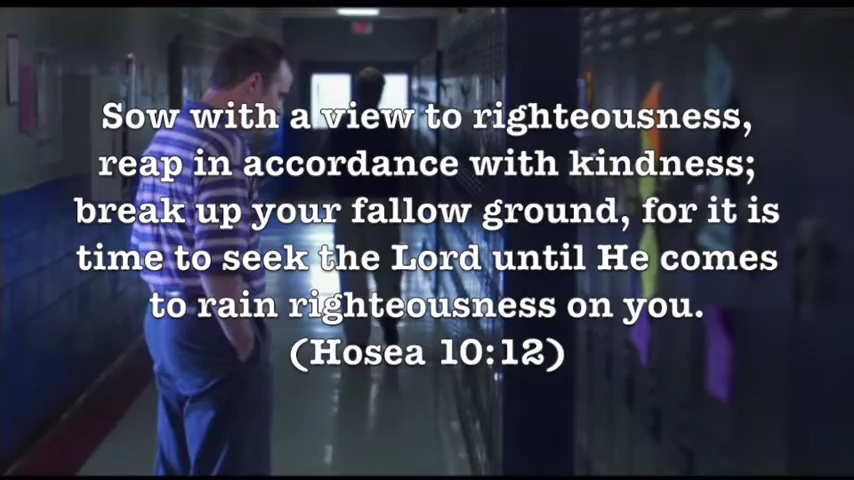 Sow with a view to righteousness,
reap in accordance with kindness;
break up your fallow ground, for it is
time to seek the Lord until He comes
to rain righteousness on you.
(Hosea 10:12)